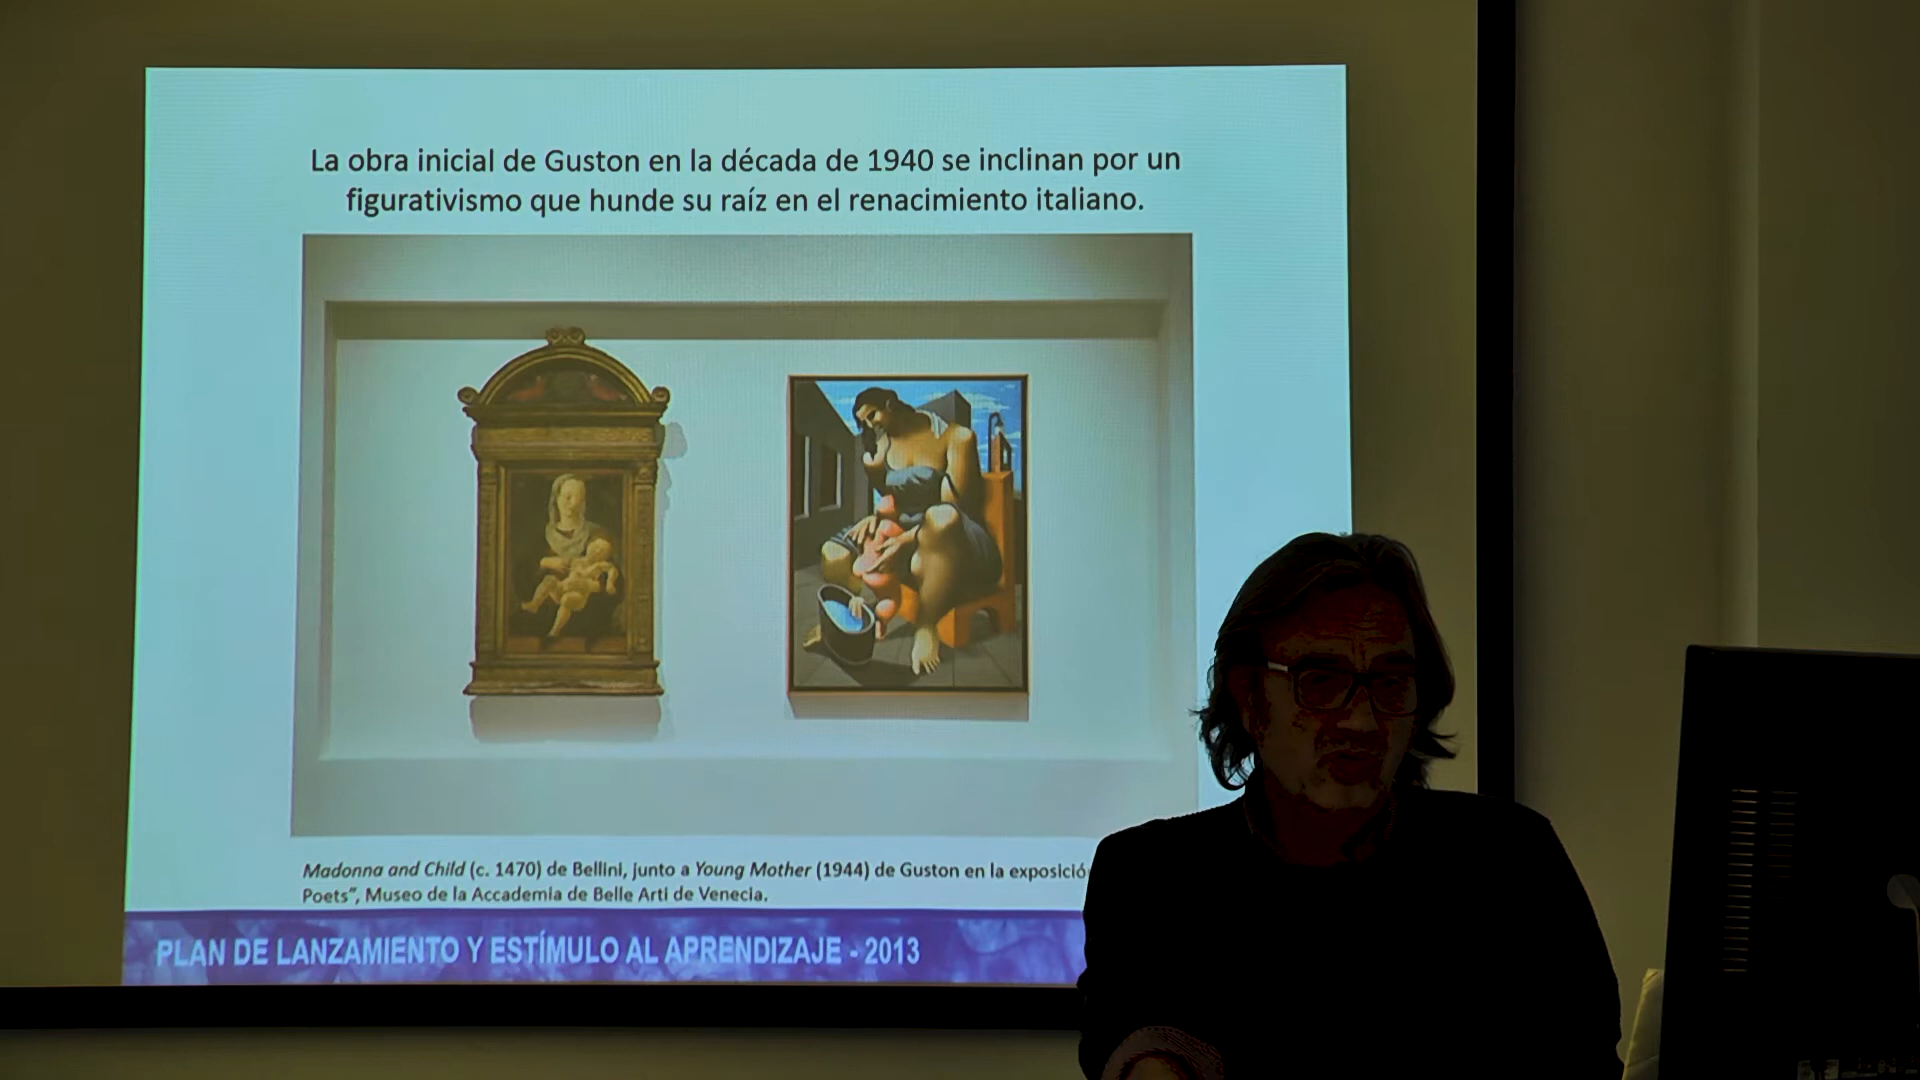 La obra inicial de Guston en la década de 1940 se inclinan por un
figurativismo que hunde su raíz en el renacimiento italiano.
Madonna and Child (c. 1470) de Bellini, junto a Young Mother (1944) de Guston en la
Poets”, Museo de la Accademia de Belle Arti de Venecia.
PLAN DE LANZAMIENTO Y ESTÍMULO AL APRENDIZAJE - 2013